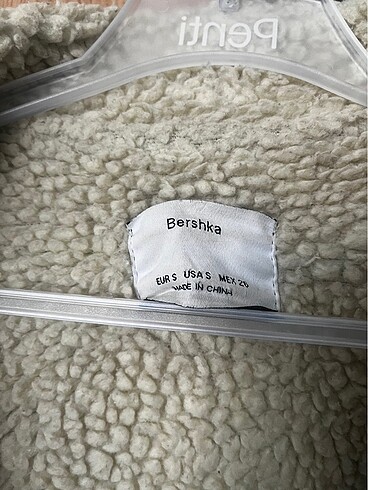 Penti
Bershka
EUR S USA S MEX 26
MADE IN CHINA